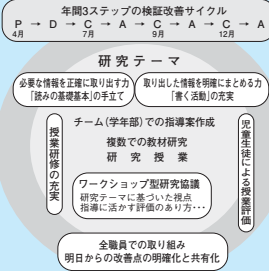 年間3ステップの検証改善サイクル
P → D → C → A → C → A → C → A
4月 7月 9月 12月
研究テーマ
必要な情報を正確に取り出す力
「読みの基礎基本」の手立て
取り出した情報を明確にまとめる力
「書く活動」の充実
チーム(学年部)での指導案作成
複数での教材研究
研究授業
授業研修の充実
児童生徒による授業評価
ワークショップ型研究協議
研究テーマに基づいた視点
指導に活かす評価のあり方･･･
全職員での取り組み
明日からの改善点の明確化と共有化